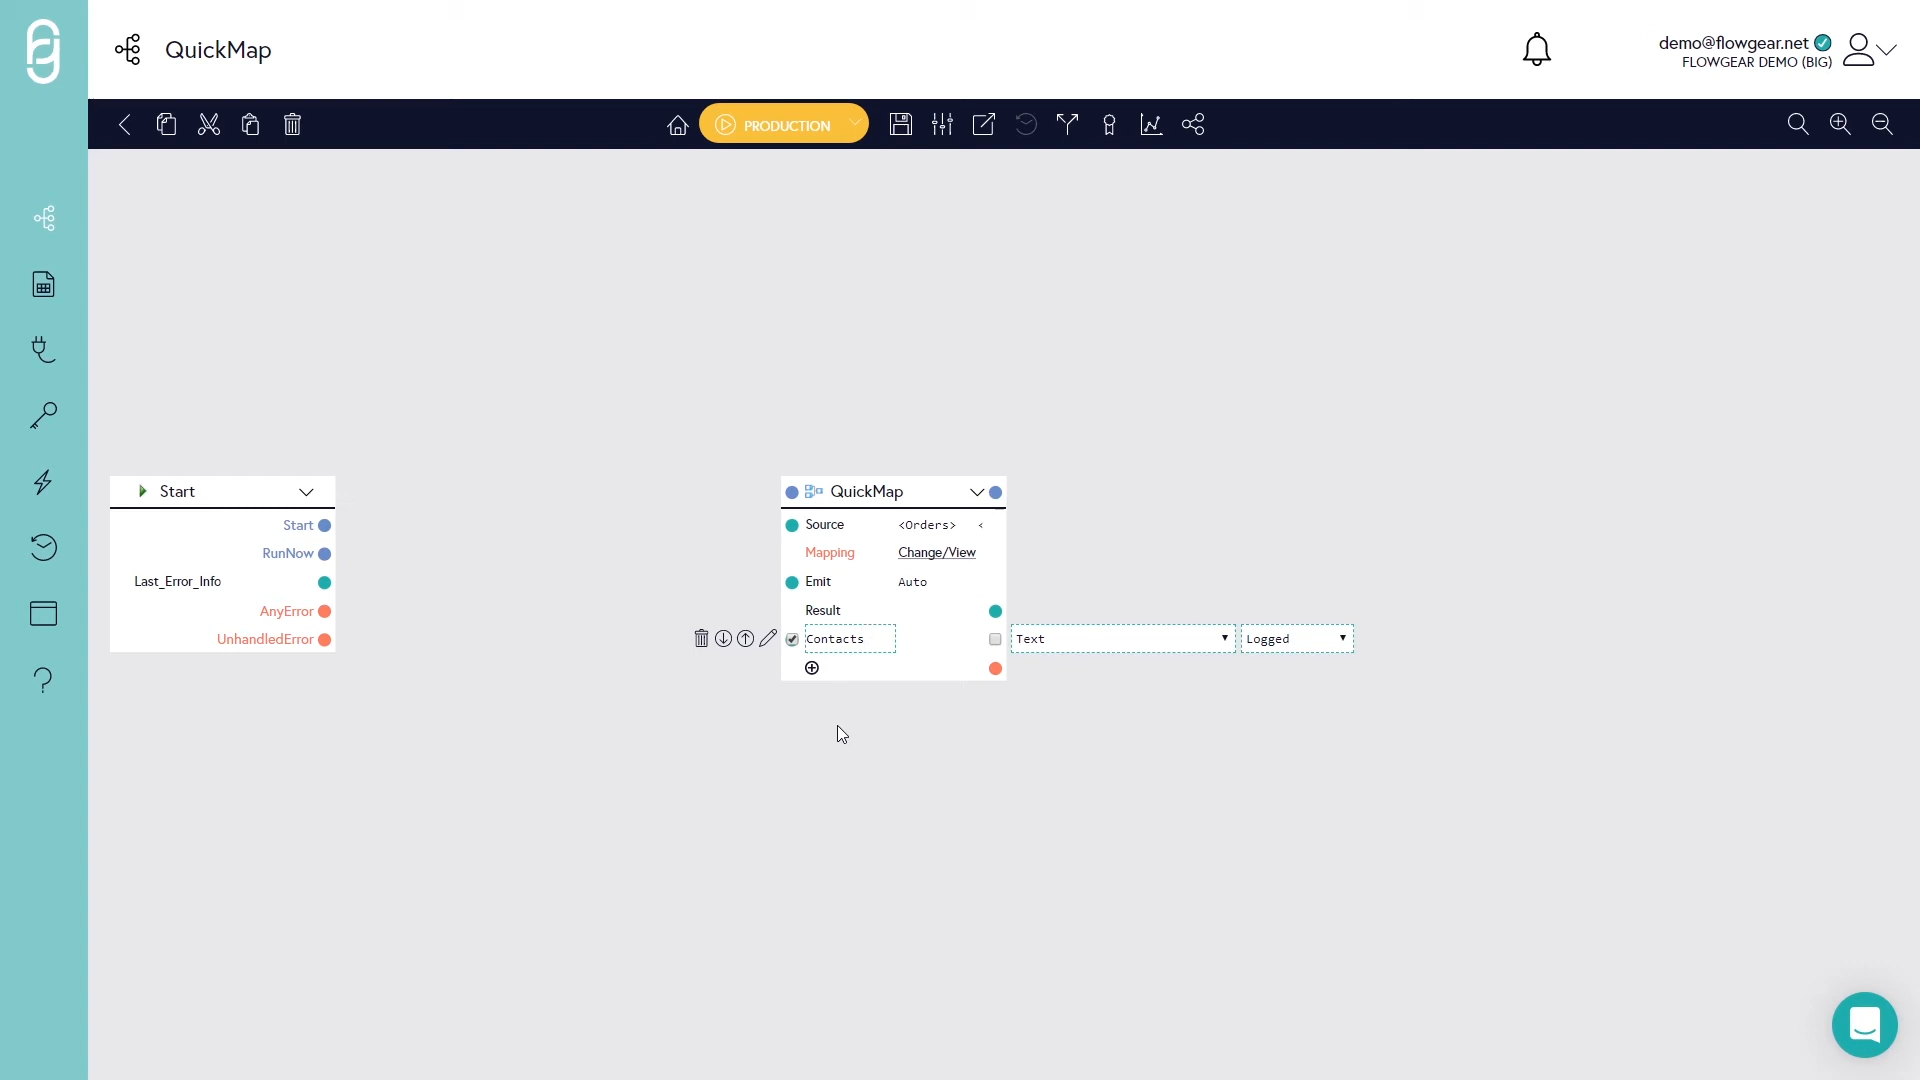 QuickMap
demo@flowgear.net
FLOWGEAR DEMO (BIG)
PRODUCTION
Start
Start
RunNow
Last_Error_Info
AnyError
UnhandledError
QuickMap
Source <Orders> <
Mapping Change/View
Emit Auto
Result
Contacts Text Logged